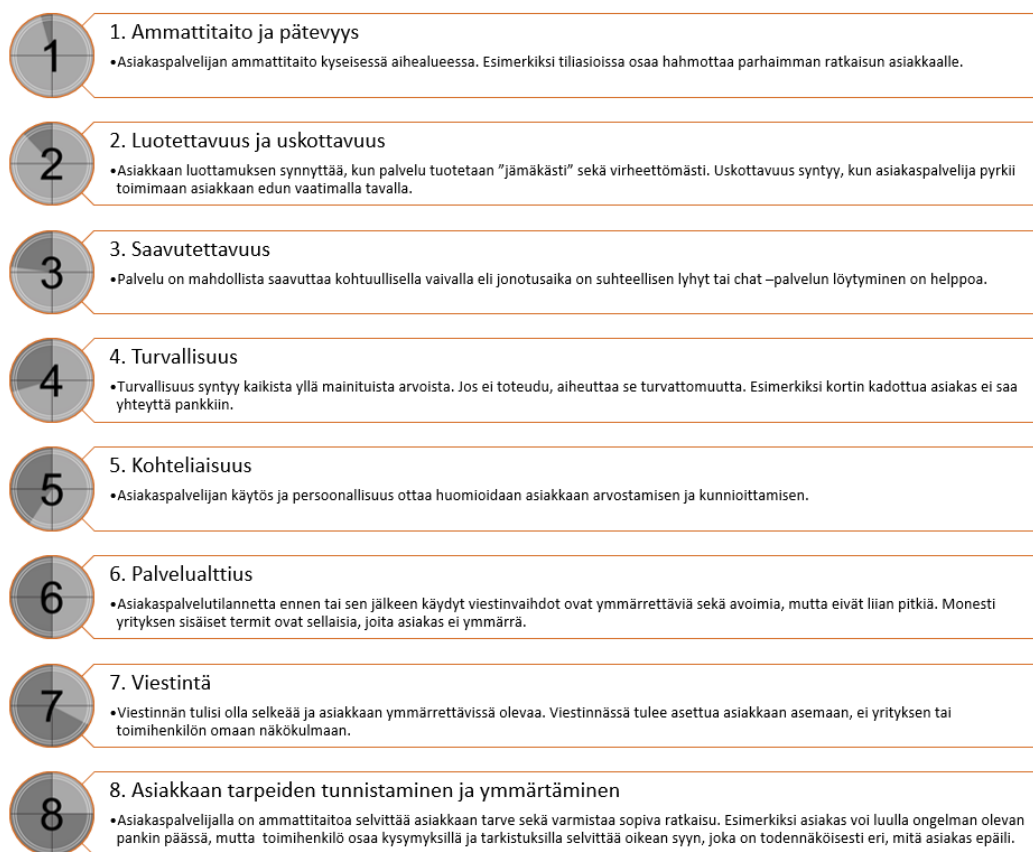 1
1. Ammattitaito ja pätevyys
•Asiakaspalvelijan ammattitaito kyseisessä aihealueessa. Esimerkiksi tiliasioissa osaa hahmottaa parhaimman ratkaisun asiakkaalle.
2
2. Luotettavuus ja uskottavuus
•Asiakkaan luottamuksen synnyttää, kun palvelu tuotetaan ”jämäkästi” sekä virheettömästi. Uskottavuus syntyy, kun asiakaspalvelija pyrkii
toimimaan asiakkaan edun vaatimalla tavalla.
3
3. Saavutettavuus
•Palvelu on mahdollista saavuttaa kohtuullisella vaivalla eli jonotusaika on suhteellisen lyhyt tai chat –palvelun löytyminen on helppoa.
4
4. Turvallisuus
•Turvallisuus syntyy kaikista yllä mainituista arvoista. Jos ei toteudu, aiheuttaa se turvattomuutta. Esimerkiksi kortin kadottua asiakas ei saa
yhteyttä pankkiin.
5
5. Kohteliaisuus
•Asiakaspalvelijan käytös ja persoonallisuus ottaa huomioidaan asiakkaan arvostamisen ja kunnioittamisen.
6
6. Palvelualttius
•Asiakaspalvelutilannetta ennen tai sen jälkeen käydyt viestinvaihdot ovat ymmärrettäviä sekä avoimia, mutta eivät liian pitkiä. Monesti
yrityksen sisäiset termit ovat sellaisia, joita asiakas ei ymmärrä.
7
7. Viestintä
•Viestinnän tulisi olla selkeää ja asiakkaan ymmärrettävissä olevaa. Viestinnässä tulee asettua asiakkaan asemaan, ei yrityksen tai
toimihenkilön omaan näkökulmaan.
8
8. Asiakkaan tarpeiden tunnistaminen ja ymmärtäminen
•Asiakaspalvelijalla on ammattitaitoa selvittää asiakkaan tarve sekä varmistaa sopiva ratkaisu. Esimerkiksi asiakas voi luulla ongelman olevan
pankin päässä, mutta toimihenkilö osaa kysymyksillä ja tarkistuksilla selvittää oikean syyn, joka on todennäköisesti eri, mitä asiakas epäili.